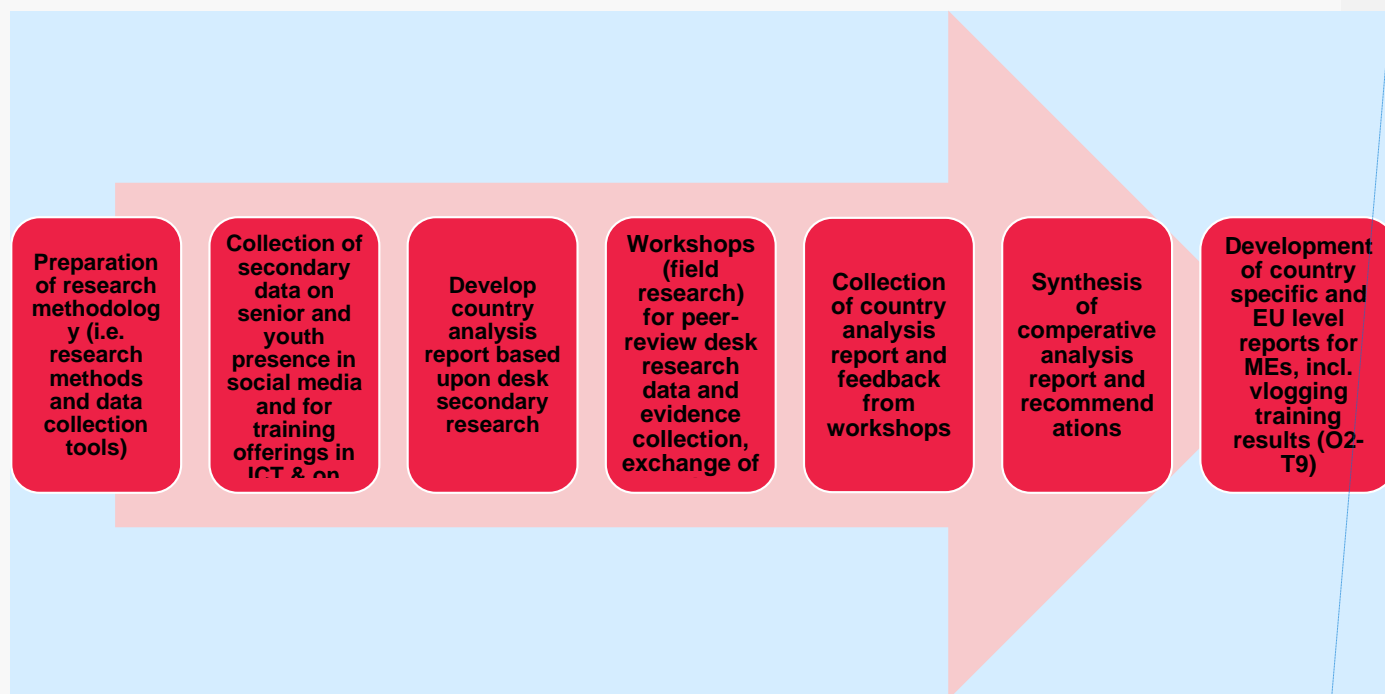 Preparation
of research
methodolog
y (i.e.
research
methods
and data
collection
tools)
Collection of
secondary
data on
senior and
youth
presence in
social media
and for
training
offerings in
ICT & on
Develop
country
analysis
report based
upon desk
secondary
research
Workshops
(field
research)
for peer-
review desk
research
data and
evidence
collection,
exchange of
Collection
of country
analysis
report and
feedback
from
workshops
Synthesis
of
comperative
analysis
report and
recommend
ations
Development
of country
specific and
EU level
reports for
MEs, incl.
vlogging
training
results (O2-
T9)